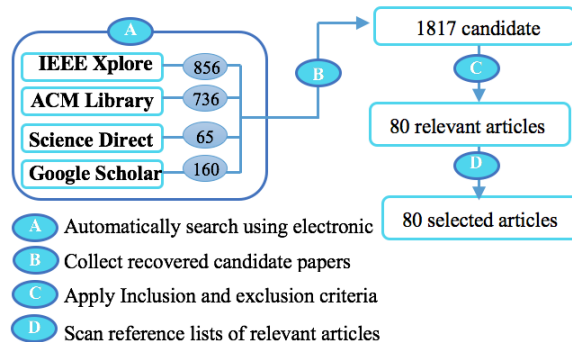 A
IEEE Xplore 856
ACM Library 736
Science Direct 65
Google Scholar 160
B
1817 candidate
C
80 relevant articles
D
80 selected articles
A Automatically search using electronic
B Collect recovered candidate papers
C Apply Inclusion and exclusion criteria
D Scan reference lists of relevant articles